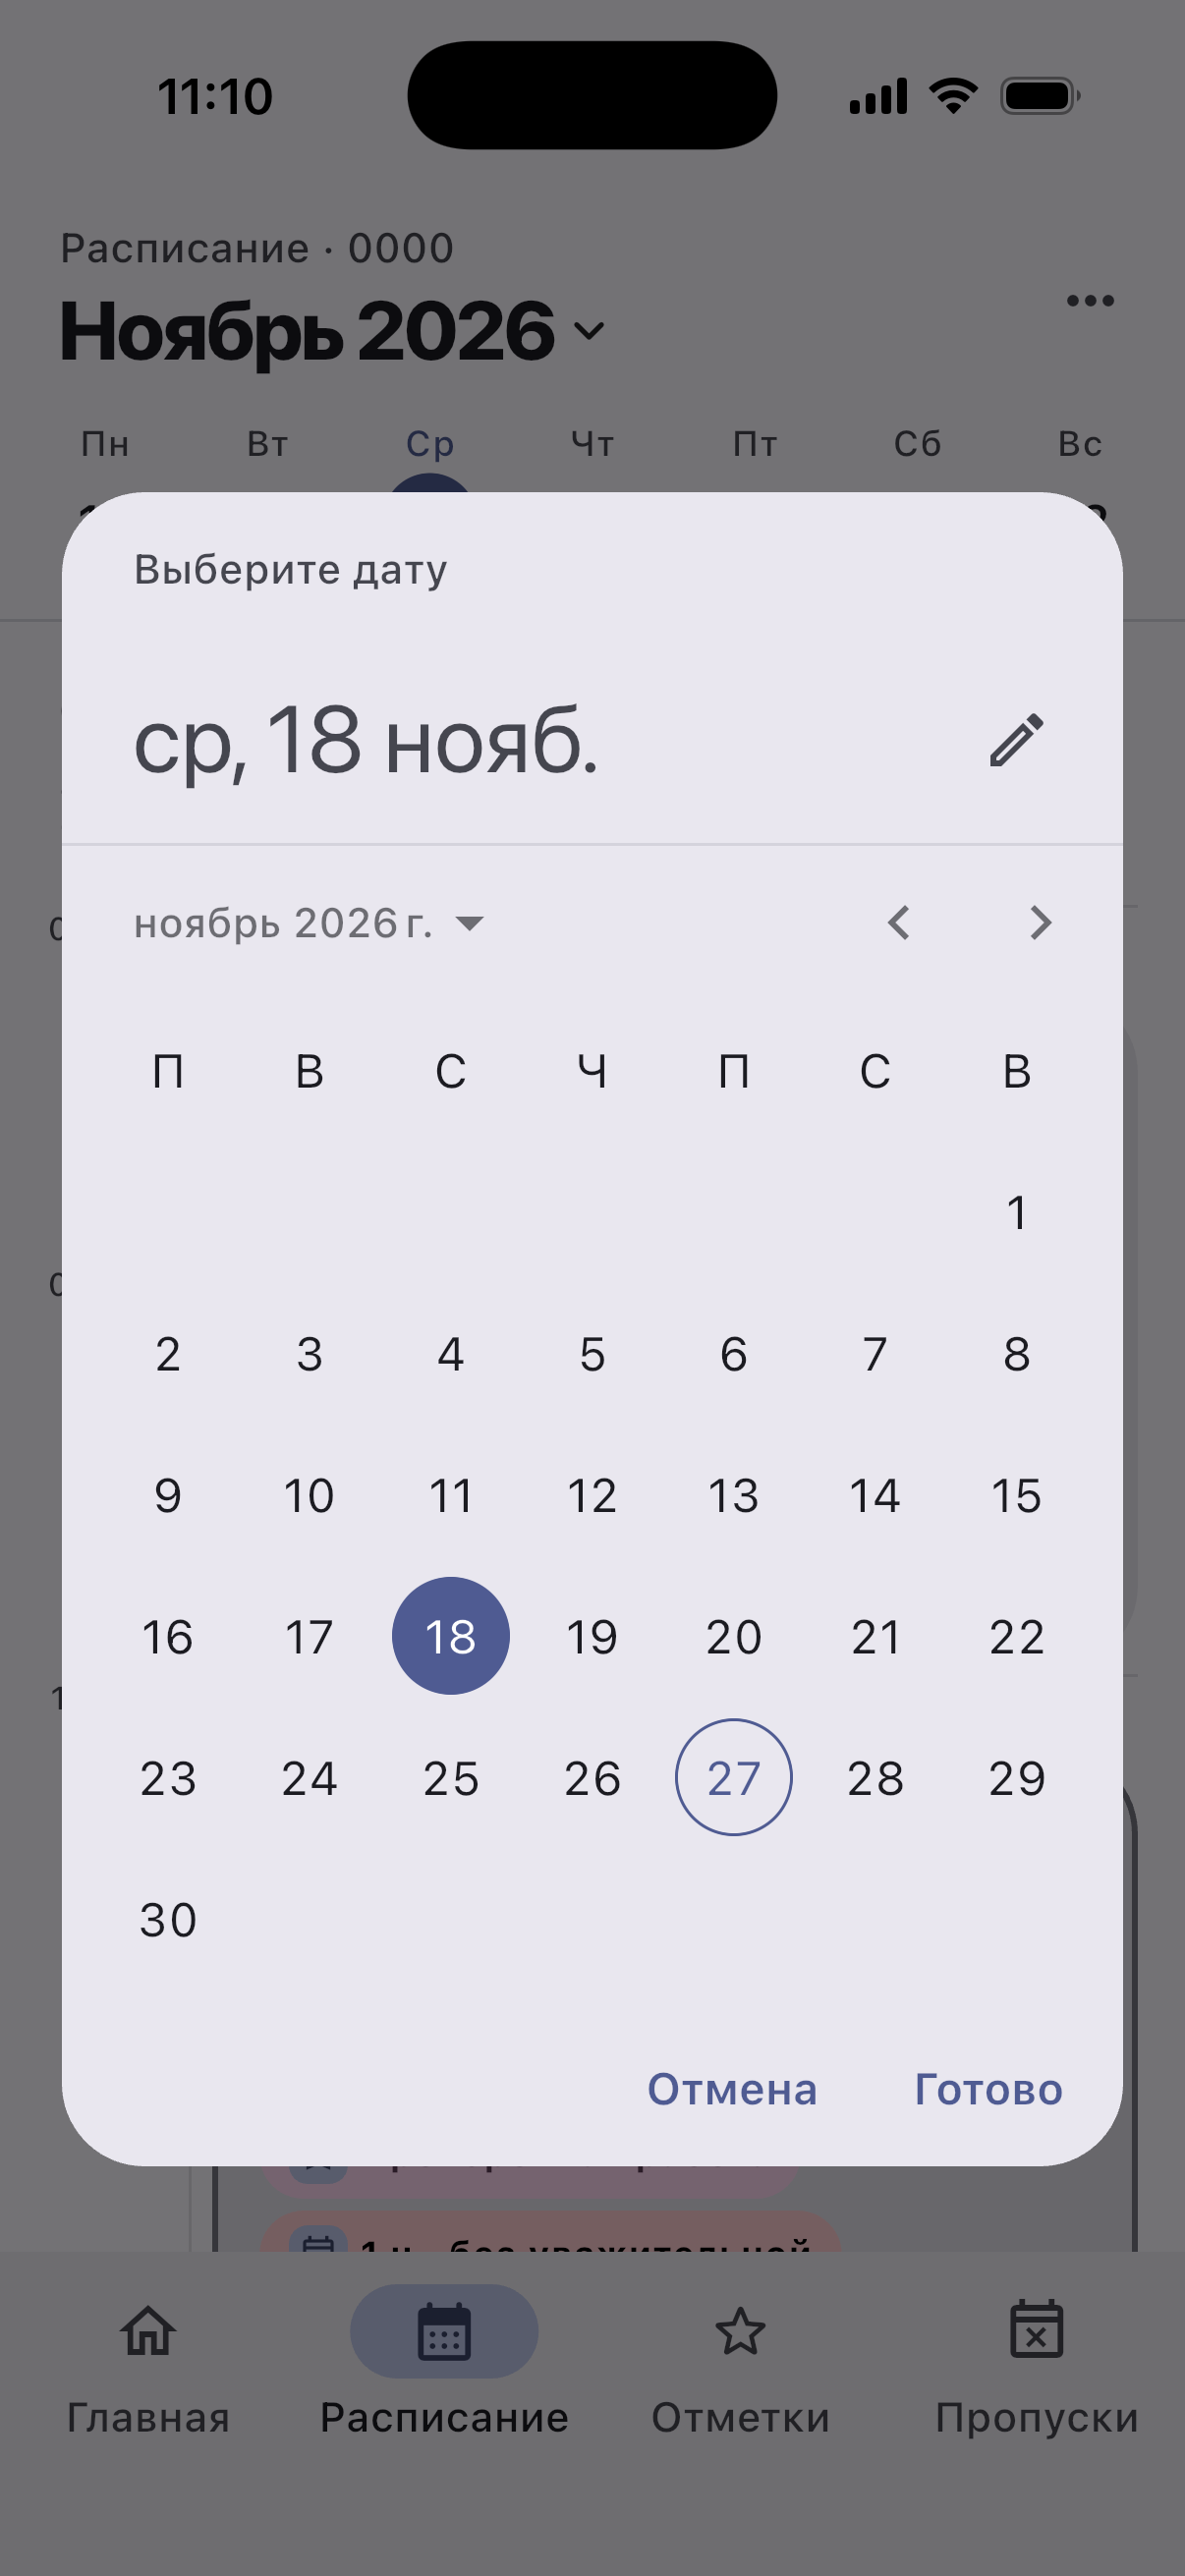 11:10
Расписание · 0000
Ноябрь 2026
Пн Вт Ср Чт Пт Сб Вс
Выберите дату
ср, 18 нояб.
ноябрь 2026 г.
П В С Ч П С В
1
2 3 4 5 6 7 8
9 10 11 12 13 14 15
16 17 18 19 20 21 22
23 24 25 26 27 28 29
30
Отмена Готово
Главная Расписание Отметки Пропуски